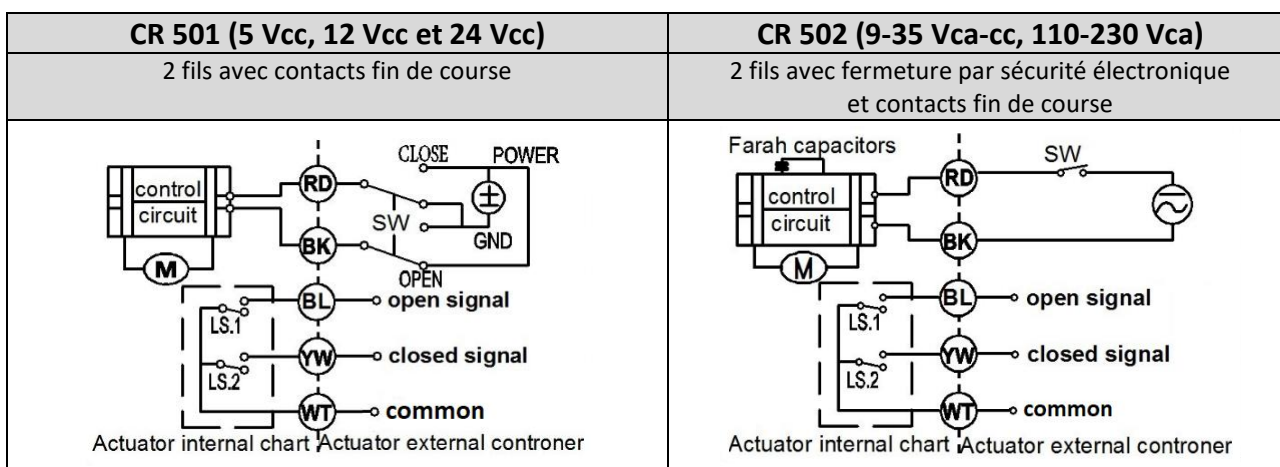 CR 501 (5 Vcc, 12 Vcc et 24 Vcc)
2 fils avec contacts fin de course
CLOSE
POWER
control
circuit
RD
SW
GND
BK
M
OPEN
BL
open signal
LS.1
YW
closed signal
LS.2
WT
common
Actuator internal chart
Actuator external controner
CR 502 (9-35 Vca-cc, 110-230 Vca)
2 fils avec fermeture par sécurité électronique
et contacts fin de course
Farah capacitors
SW
RD
control
circuit
BK
M
BL
open signal
LS.1
YW
closed signal
LS.2
WT
common
Actuator internal chart
Actuator external controner